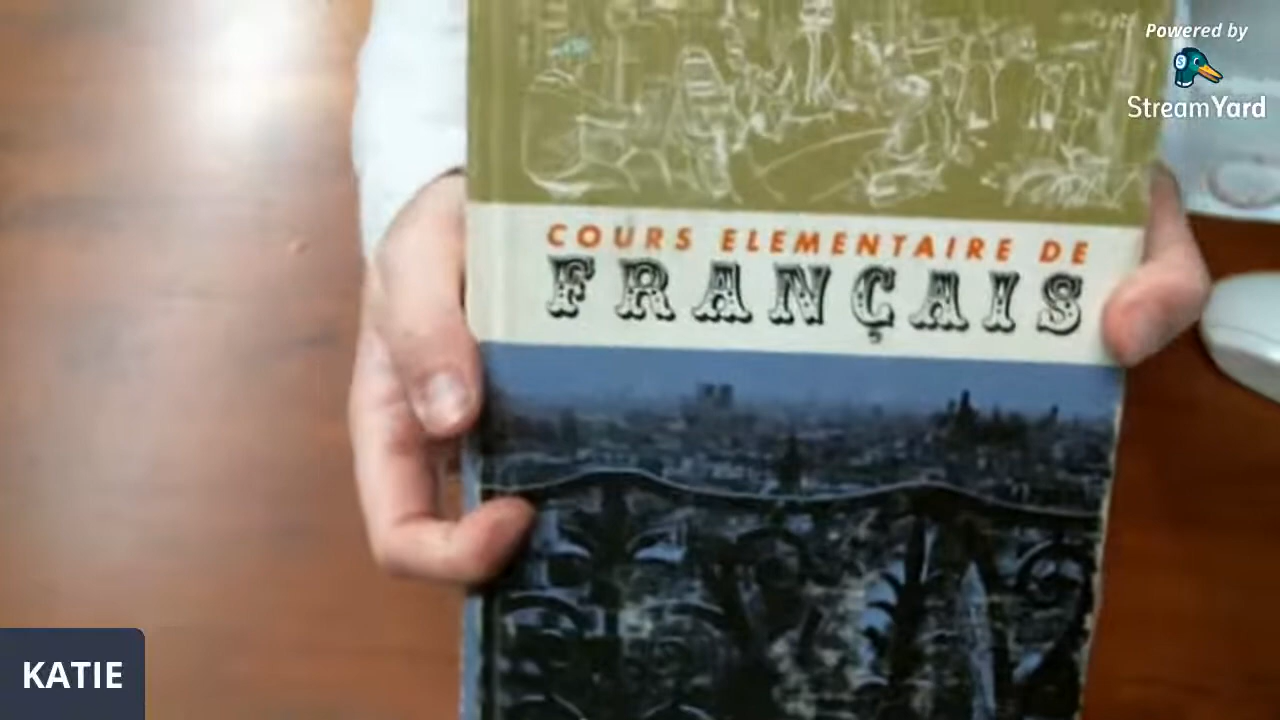 Powered by
StreamYard
COURS ELEMENTAIRE DE
FRANÇAIS
KATIE